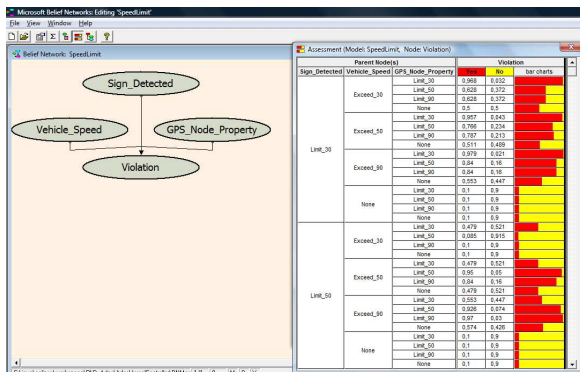 Microsoft Belief Networks: Editing 'SpeedLimit'
File View Window Help
Belief Network: SpeedLimit
Sign_Detected
Vehicle_Speed
GPS_Node_Property
Violation
Assessment (Model: SpeedLimit, Node: Violation)
Parent Node(s) Violation
Sign_Detected Vehicle_Speed GPS_Node_Property Yes No bar charts
Limit_30 Exceed_30 Limit_30 0,968 0,032
Limit_50 0,628 0,372
Limit_90 0,628 0,372
None 0,5 0,5
Exceed_50 Limit_30 0,957 0,043
Limit_50 0,766 0,234
Limit_90 0,787 0,213
None 0,511 0,489
Exceed_90 Limit_30 0,979 0,021
Limit_50 0,84 0,16
Limit_90 0,84 0,16
None 0,553 0,447
None Limit_30 0,1 0,9
Limit_50 0,1 0,9
Limit_90 0,1 0,9
None 0,1 0,9
Limit_50 Exceed_30 Limit_30 0,479 0,521
Limit_50 0,085 0,915
Limit_90 0,1 0,9
None 0,1 0,9
Exceed_50 Limit_30 0,479 0,521
Limit_50 0,95 0,05
Limit_90 0,84 0,16
None 0,479 0,521
Exceed_90 Limit_30 0,553 0,447
Limit_50 0,926 0,074
Limit_90 0,97 0,03
None 0,574 0,426
None Limit_30 0,1 0,9
Limit_50 0,1 0,9
Limit_90 0,1 0,9
None 0,1 0,9